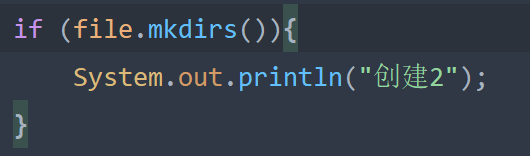 if (file.mkdirs()){
    System.out.println("创建2");
}